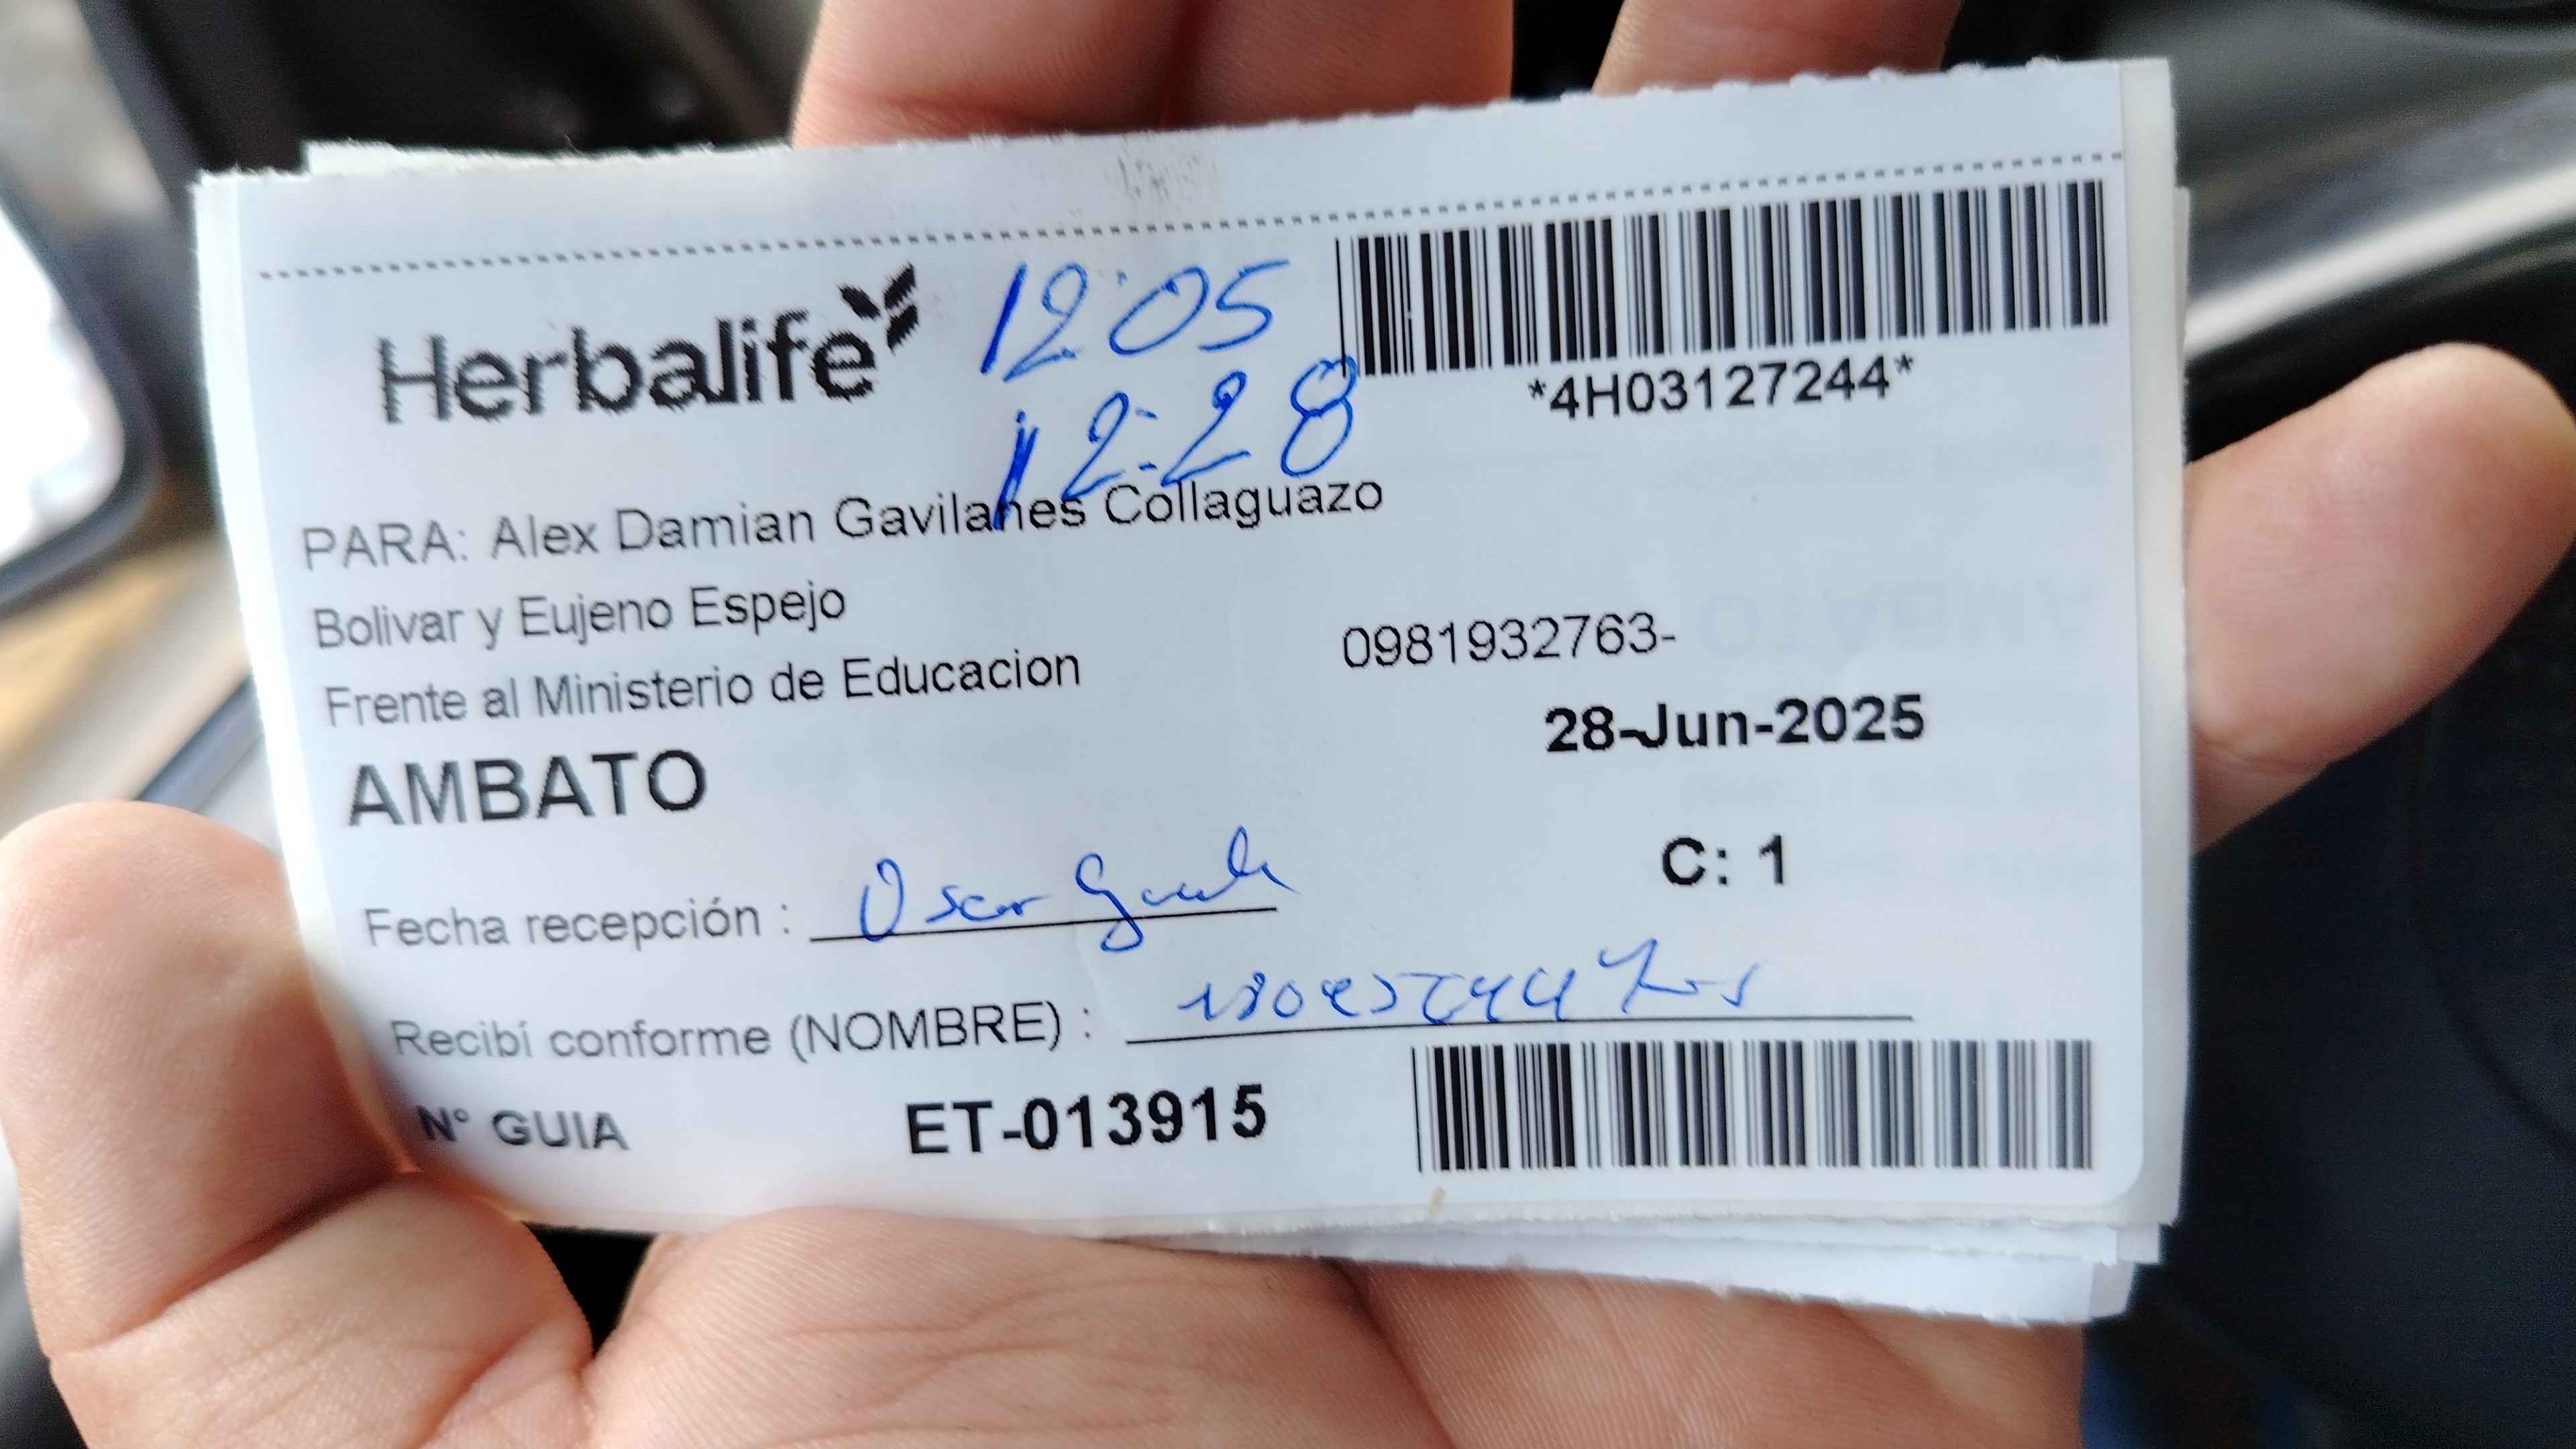 Herbalife
12:05
12:28
*4H03127244*
PARA: Alex Damian Gavilanes Collaguazo
Bolivar y Eujeno Espejo
0981932763-
Frente al Ministerio de Educacion
28-Jun-2025
AMBATO
C: 1
Fecha recepción : Oscar
Recibí conforme (NOMBRE) :
N° GUIA ET-013915